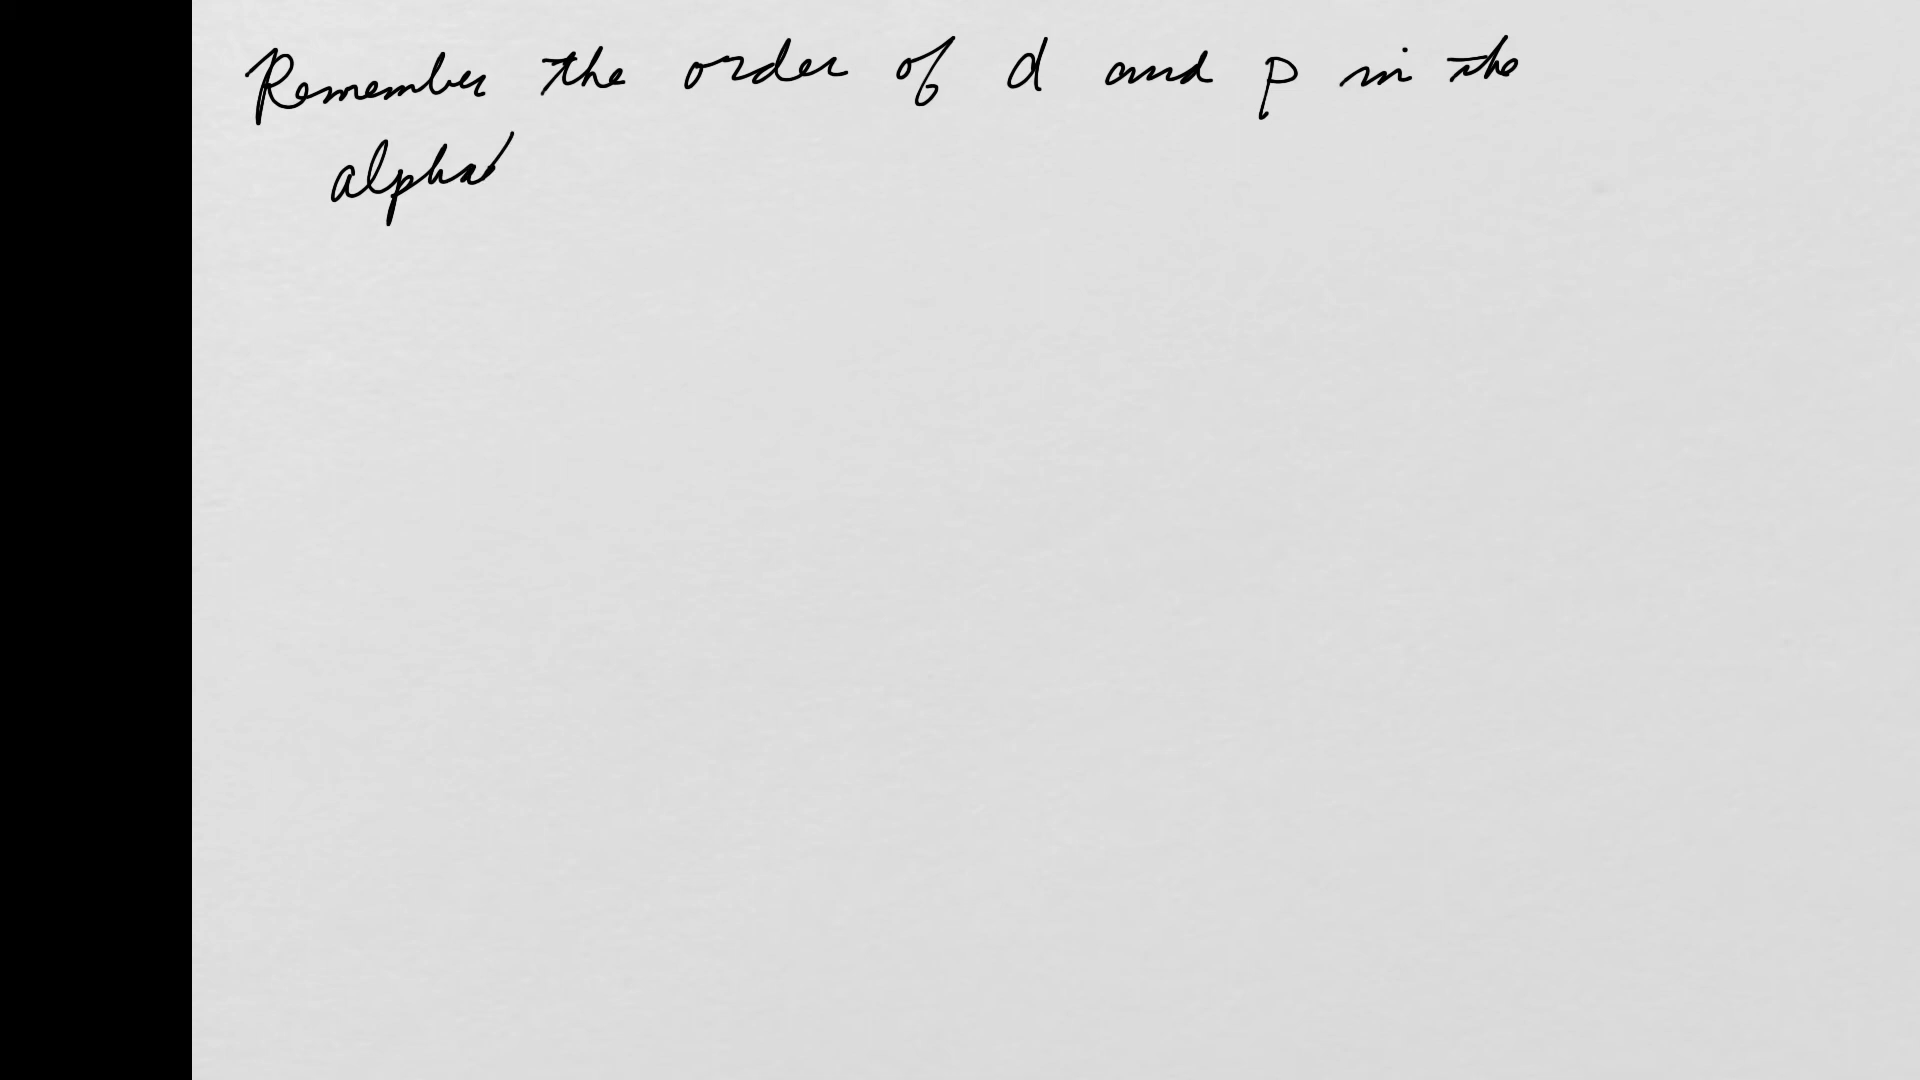 Remember the order of d and p in the
alpha